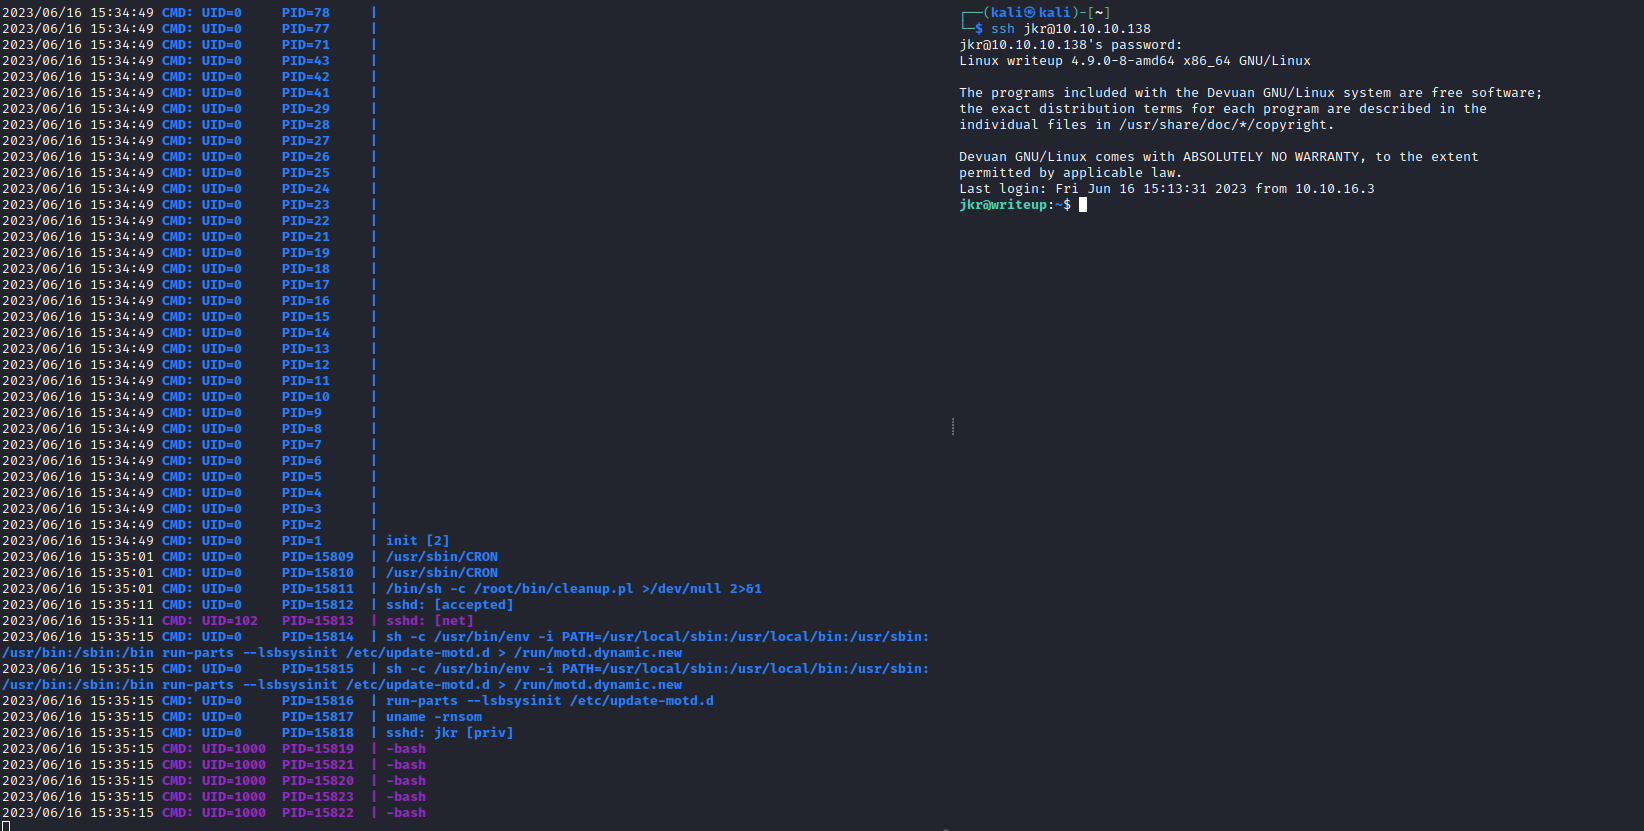 2023/06/16 15:34:49 CMD: UID=0     PID=78     |
2023/06/16 15:34:49 CMD: UID=0     PID=77     |
2023/06/16 15:34:49 CMD: UID=0     PID=71     |
2023/06/16 15:34:49 CMD: UID=0     PID=43     |
2023/06/16 15:34:49 CMD: UID=0     PID=42     |
2023/06/16 15:34:49 CMD: UID=0     PID=41     |
2023/06/16 15:34:49 CMD: UID=0     PID=29     |
2023/06/16 15:34:49 CMD: UID=0     PID=28     |
2023/06/16 15:34:49 CMD: UID=0     PID=27     |
2023/06/16 15:34:49 CMD: UID=0     PID=26     |
2023/06/16 15:34:49 CMD: UID=0     PID=25     |
2023/06/16 15:34:49 CMD: UID=0     PID=24     |
2023/06/16 15:34:49 CMD: UID=0     PID=23     |
2023/06/16 15:34:49 CMD: UID=0     PID=22     |
2023/06/16 15:34:49 CMD: UID=0     PID=21     |
2023/06/16 15:34:49 CMD: UID=0     PID=19     |
2023/06/16 15:34:49 CMD: UID=0     PID=18     |
2023/06/16 15:34:49 CMD: UID=0     PID=17     |
2023/06/16 15:34:49 CMD: UID=0     PID=16     |
2023/06/16 15:34:49 CMD: UID=0     PID=15     |
2023/06/16 15:34:49 CMD: UID=0     PID=14     |
2023/06/16 15:34:49 CMD: UID=0     PID=13     |
2023/06/16 15:34:49 CMD: UID=0     PID=12     |
2023/06/16 15:34:49 CMD: UID=0     PID=11     |
2023/06/16 15:34:49 CMD: UID=0     PID=10     |
2023/06/16 15:34:49 CMD: UID=0     PID=9      |
2023/06/16 15:34:49 CMD: UID=0     PID=8      |
2023/06/16 15:34:49 CMD: UID=0     PID=7      |
2023/06/16 15:34:49 CMD: UID=0     PID=6      |
2023/06/16 15:34:49 CMD: UID=0     PID=5      |
2023/06/16 15:34:49 CMD: UID=0     PID=4      |
2023/06/16 15:34:49 CMD: UID=0     PID=3      |
2023/06/16 15:34:49 CMD: UID=0     PID=2      |
2023/06/16 15:34:49 CMD: UID=0     PID=1      | init [2]
2023/06/16 15:35:01 CMD: UID=0     PID=15809  | /usr/sbin/CRON
2023/06/16 15:35:01 CMD: UID=0     PID=15810  | /usr/sbin/CRON
2023/06/16 15:35:01 CMD: UID=0     PID=15811  | /bin/sh -c /root/bin/cleanup.pl >/dev/null 2>&1
2023/06/16 15:35:11 CMD: UID=0     PID=15812  | sshd: [accepted]
2023/06/16 15:35:11 CMD: UID=102   PID=15813  | sshd: [net]
2023/06/16 15:35:15 CMD: UID=0     PID=15814  | sh -c /usr/bin/env -i PATH=/usr/local/sbin:/usr/local/bin:/usr/sbin:
/usr/bin:/sbin:/bin run-parts --lsbsysinit /etc/update-motd.d > /run/motd.dynamic.new
2023/06/16 15:35:15 CMD: UID=0     PID=15815  | sh -c /usr/bin/env -i PATH=/usr/local/sbin:/usr/local/bin:/usr/sbin:
/usr/bin:/sbin:/bin run-parts --lsbsysinit /etc/update-motd.d > /run/motd.dynamic.new
2023/06/16 15:35:15 CMD: UID=0     PID=15816  | run-parts --lsbsysinit /etc/update-motd.d
2023/06/16 15:35:15 CMD: UID=0     PID=15817  | uname -rnsom
2023/06/16 15:35:15 CMD: UID=0     PID=15818  | sshd: jkr [priv]
2023/06/16 15:35:15 CMD: UID=1000  PID=15819  | -bash
2023/06/16 15:35:15 CMD: UID=1000  PID=15821  | -bash
2023/06/16 15:35:15 CMD: UID=1000  PID=15820  | -bash
2023/06/16 15:35:15 CMD: UID=1000  PID=15823  | -bash
2023/06/16 15:35:15 CMD: UID=1000  PID=15822  | -bash
┌──(kali㉿kali)-[~]
└─$ ssh jkr@10.10.10.138
jkr@10.10.10.138's password:
Linux writeup 4.9.0-8-amd64 x86_64 GNU/Linux
The programs included with the Devuan GNU/Linux system are free software;
the exact distribution terms for each program are described in the
individual files in /usr/share/doc/*/copyright.
Devuan GNU/Linux comes with ABSOLUTELY NO WARRANTY, to the extent
permitted by applicable law.
Last login: Fri Jun 16 15:13:31 2023 from 10.10.16.3
jkr@writeup:~$